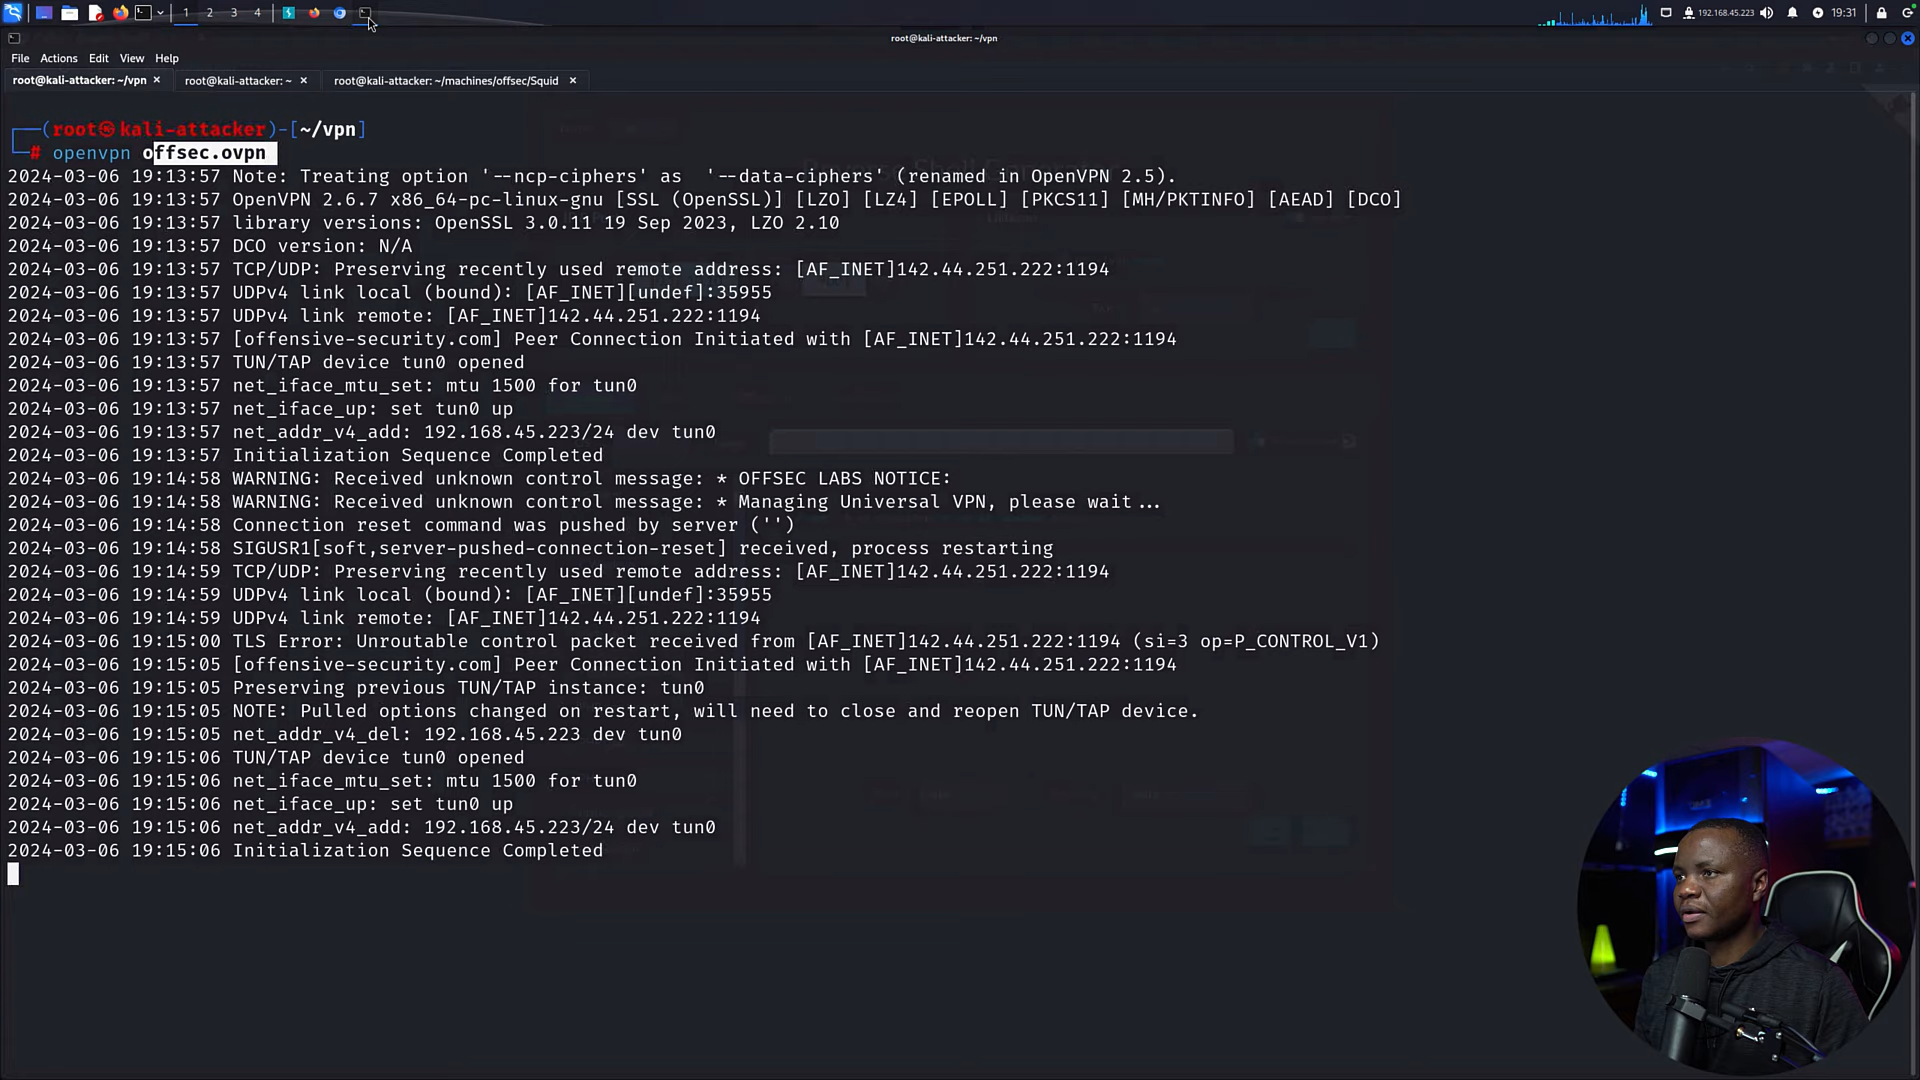 1 2 3 4
192.168.45.223 19:31
root@kali-attacker: ~/vpn
File Actions Edit View Help
root@kali-attacker: ~/vpn × root@kali-attacker: ~ × root@kali-attacker: ~/machines/offsec/Squid ×
┌──(root㉿kali-attacker)-[~/vpn]
└─# openvpn offsec.ovpn
2024-03-06 19:13:57 Note: Treating option '--ncp-ciphers' as  '--data-ciphers' (renamed in OpenVPN 2.5).
2024-03-06 19:13:57 OpenVPN 2.6.7 x86_64-pc-linux-gnu [SSL (OpenSSL)] [LZO] [LZ4] [EPOLL] [PKCS11] [MH/PKTINFO] [AEAD] [DCO]
2024-03-06 19:13:57 library versions: OpenSSL 3.0.11 19 Sep 2023, LZO 2.10
2024-03-06 19:13:57 DCO version: N/A
2024-03-06 19:13:57 TCP/UDP: Preserving recently used remote address: [AF_INET]142.44.251.222:1194
2024-03-06 19:13:57 UDPv4 link local (bound): [AF_INET][undef]:35955
2024-03-06 19:13:57 UDPv4 link remote: [AF_INET]142.44.251.222:1194
2024-03-06 19:13:57 [offensive-security.com] Peer Connection Initiated with [AF_INET]142.44.251.222:1194
2024-03-06 19:13:57 TUN/TAP device tun0 opened
2024-03-06 19:13:57 net_iface_mtu_set: mtu 1500 for tun0
2024-03-06 19:13:57 net_iface_up: set tun0 up
2024-03-06 19:13:57 net_addr_v4_add: 192.168.45.223/24 dev tun0
2024-03-06 19:13:57 Initialization Sequence Completed
2024-03-06 19:14:58 WARNING: Received unknown control message: * OFFSEC LABS NOTICE:
2024-03-06 19:14:58 WARNING: Received unknown control message: * Managing Universal VPN, please wait...
2024-03-06 19:14:58 Connection reset command was pushed by server ('')
2024-03-06 19:14:58 SIGUSR1[soft,server-pushed-connection-reset] received, process restarting
2024-03-06 19:14:59 TCP/UDP: Preserving recently used remote address: [AF_INET]142.44.251.222:1194
2024-03-06 19:14:59 UDPv4 link local (bound): [AF_INET][undef]:35955
2024-03-06 19:14:59 UDPv4 link remote: [AF_INET]142.44.251.222:1194
2024-03-06 19:15:00 TLS Error: Unroutable control packet received from [AF_INET]142.44.251.222:1194 (si=3 op=P_CONTROL_V1)
2024-03-06 19:15:05 [offensive-security.com] Peer Connection Initiated with [AF_INET]142.44.251.222:1194
2024-03-06 19:15:05 Preserving previous TUN/TAP instance: tun0
2024-03-06 19:15:05 NOTE: Pulled options changed on restart, will need to close and reopen TUN/TAP device.
2024-03-06 19:15:05 net_addr_v4_del: 192.168.45.223 dev tun0
2024-03-06 19:15:06 TUN/TAP device tun0 opened
2024-03-06 19:15:06 net_iface_mtu_set: mtu 1500 for tun0
2024-03-06 19:15:06 net_iface_up: set tun0 up
2024-03-06 19:15:06 net_addr_v4_add: 192.168.45.223/24 dev tun0
2024-03-06 19:15:06 Initialization Sequence Completed